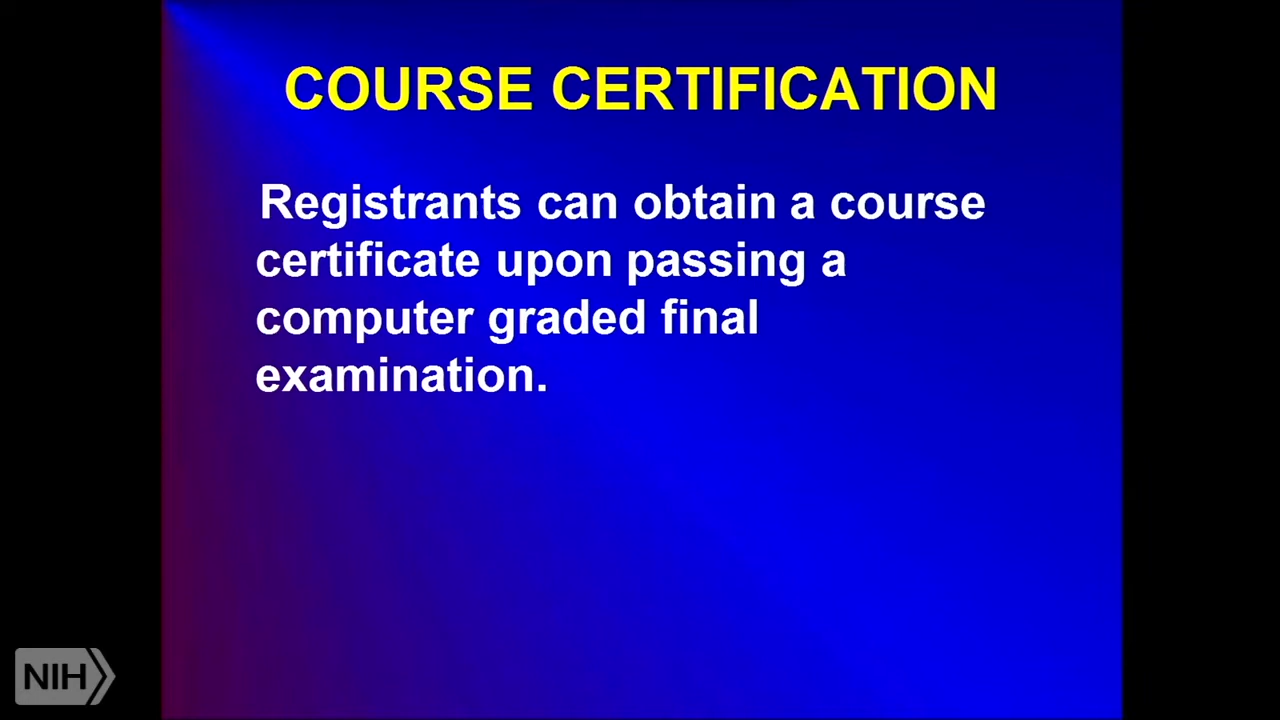 COURSE CERTIFICATION
Registrants can obtain a course
certificate upon passing a
computer graded final
examination.
NIH